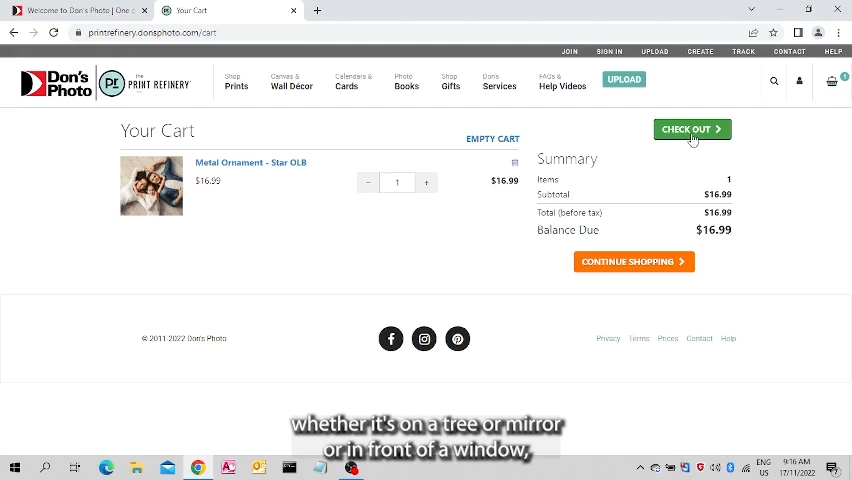 Welcome to Don's Photo | One o
Your Cart
printrefinery.donsphoto.com/cart
JOIN SIGN IN UPLOAD CREATE TRACK CONTACT HELP
Don's Photo
pr the PRINT REFINERY
Shop Prints
Canvas & Wall Décor
Calendars & Cards
Photo Books
Shop Gifts
Don's Services
FAQs & Help Videos
UPLOAD
1
Your Cart
EMPTY CART
CHECK OUT
Metal Ornament - Star OLB
$16.99
1
$16.99
Summary
Items 1
Subtotal $16.99
Total (before tax) $16.99
Balance Due $16.99
CONTINUE SHOPPING
© 2011-2022 Don's Photo
Privacy Terms Prices Contact Help
whether it's on a tree or mirror
or in front of a window,
ENG
US
9:16 AM
17/11/2022